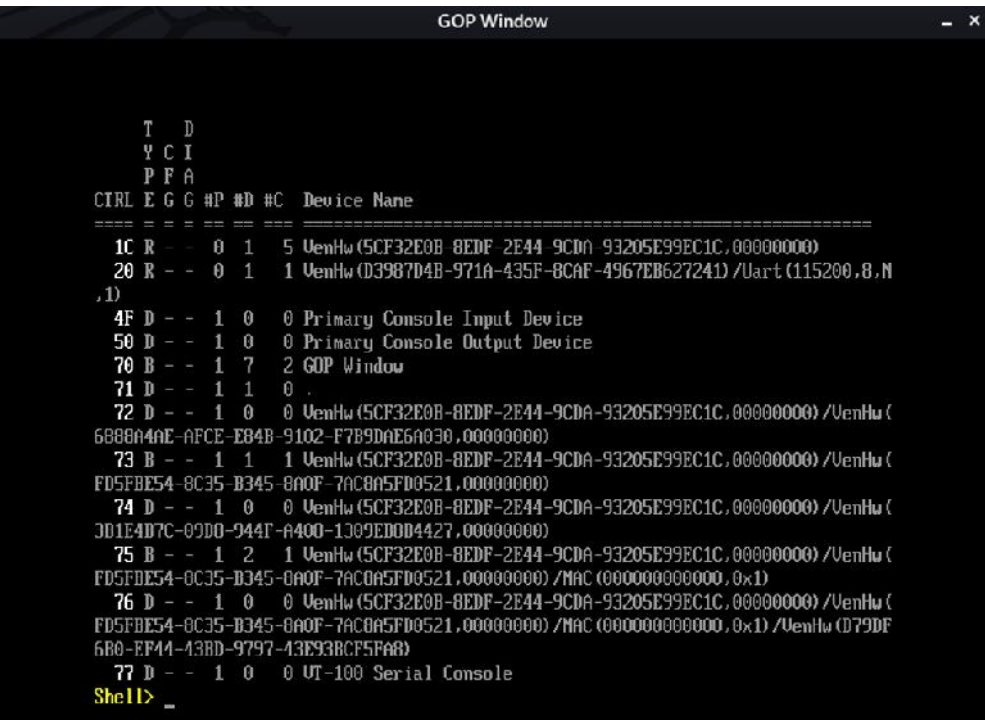 GOP Window
T D
Y C I
P F A
CTRL E G G #P #D #C Device Name
==== = = = == == === =========================================================
1C R - - 0 1 5 VenHw(5CF32E0B-8EDF-2E44-9CDA-93205E99EC1C,00000000)
20 R - - 0 1 1 VenHw(D3987D4B-971A-435F-8CAF-4967EB627241)/Uart(115200,8,N
,1)
4F D - - 1 0 0 Primary Console Input Device
50 D - - 1 0 0 Primary Console Output Device
70 B - - 1 7 2 GOP Window
71 D - - 1 1 0 .
72 D - - 1 0 0 VenHw(5CF32E0B-8EDF-2E44-9CDA-93205E99EC1C,00000000)/VenHw(
6888A4AE-AFCE-E84B-9102-F7B9DAE6A030,00000000)
73 B - - 1 1 1 VenHw(5CF32E0B-8EDF-2E44-9CDA-93205E99EC1C,00000000)/VenHw(
FD5FBE54-8C35-B345-8A0F-7AC8A5FD0521,00000000)
74 D - - 1 0 0 VenHw(5CF32E0B-8EDF-2E44-9CDA-93205E99EC1C,00000000)/VenHw(
3B1E4D7C-09D8-944F-A408-1309ED8B4427,00000000)
75 B - - 1 2 1 VenHw(5CF32E0B-8EDF-2E44-9CDA-93205E99EC1C,00000000)/VenHw(
FD5FBE54-8C35-B345-8A0F-7AC8A5FD0521,00000000)/MAC(000000000000,0x1)
76 D - - 1 0 0 VenHw(5CF32E0B-8EDF-2E44-9CDA-93205E99EC1C,00000000)/VenHw(
FD5FBE54-8C35-B345-8A0F-7AC8A5FD0521,00000000)/MAC(000000000000,0x1)/VenHw(D79DF
6B0-EF44-43BD-9797-43E93BCF5FA8)
77 D - - 1 0 0 VT-100 Serial Console
Shell> _